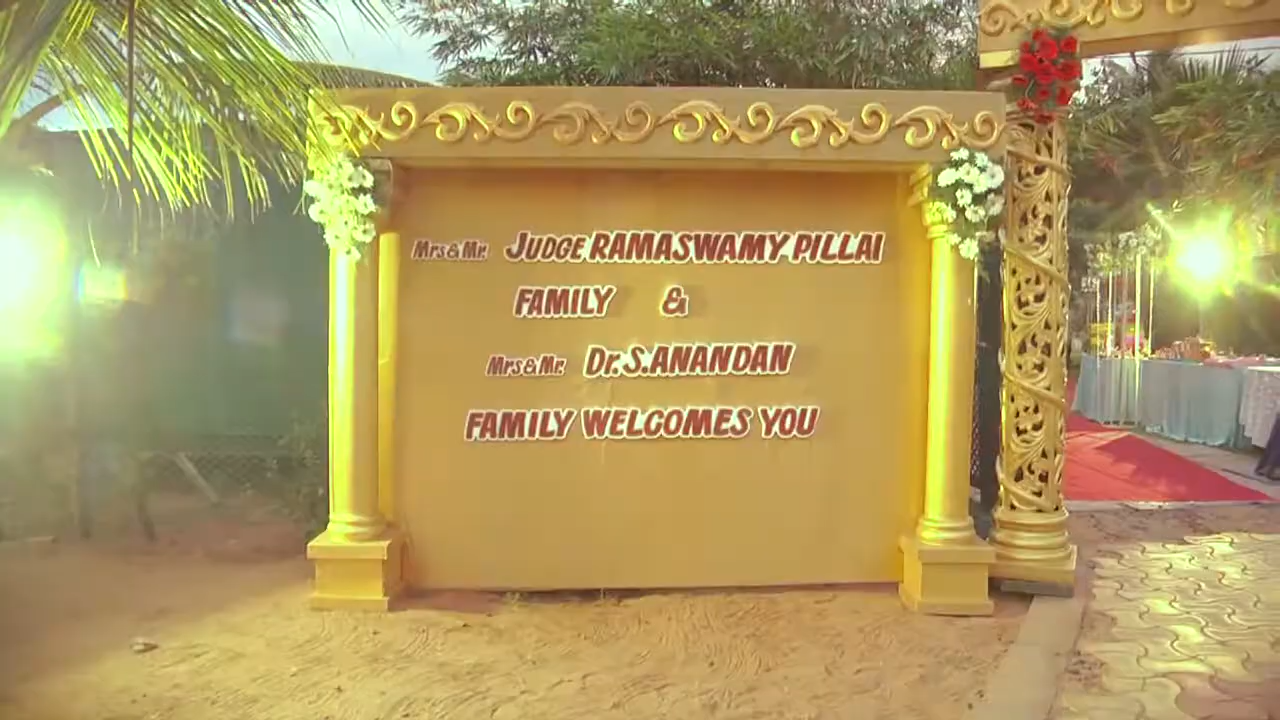 Mrs&Mr. JUDGE RAMASWAMY PILLAI
FAMILY &
Mrs&Mr. Dr.S.ANANDAN
FAMILY WELCOMES YOU